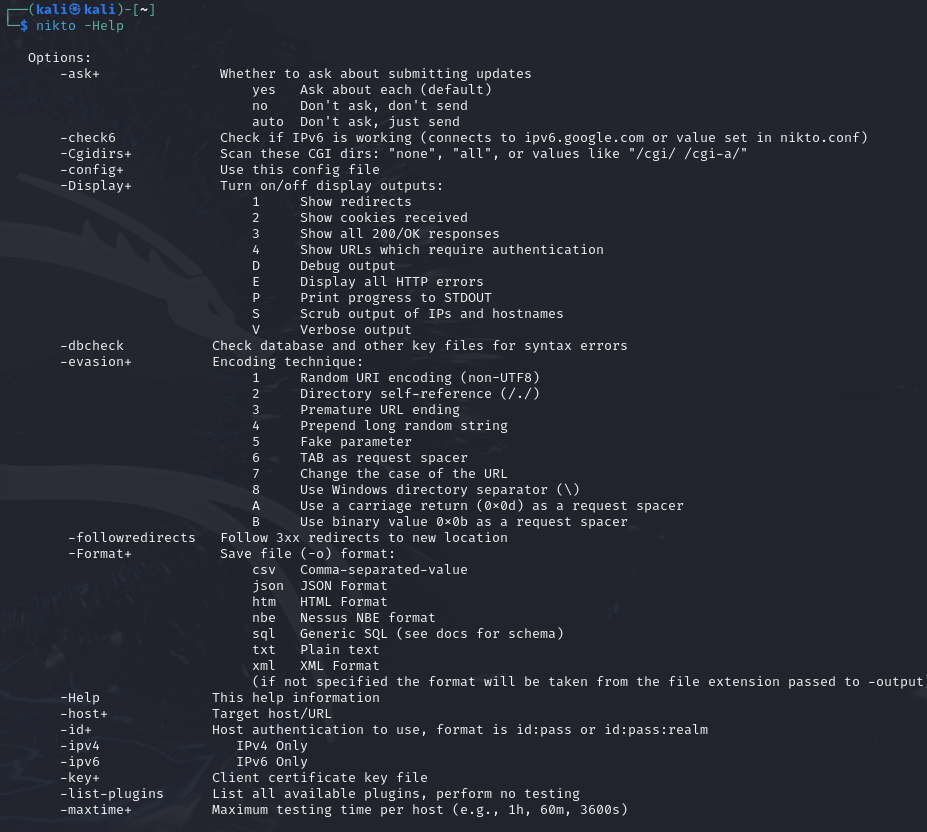 ┌──(kali㉿kali)-[~]
└─$ nikto -Help

   Options:
       -ask+               Whether to ask about submitting updates
                               yes   Ask about each (default)
                               no    Don't ask, don't send
                               auto  Don't ask, just send
       -check6             Check if IPv6 is working (connects to ipv6.google.com or value set in nikto.conf)
       -Cgidirs+           Scan these CGI dirs: "none", "all", or values like "/cgi/ /cgi-a/"
       -config+            Use this config file
       -Display+           Turn on/off display outputs:
                               1     Show redirects
                               2     Show cookies received
                               3     Show all 200/OK responses
                               4     Show URLs which require authentication
                               D     Debug output
                               E     Display all HTTP errors
                               P     Print progress to STDOUT
                               S     Scrub output of IPs and hostnames
                               V     Verbose output
       -dbcheck           Check database and other key files for syntax errors
       -evasion+          Encoding technique:
                               1     Random URI encoding (non-UTF8)
                               2     Directory self-reference (/./)
                               3     Premature URL ending
                               4     Prepend long random string
                               5     Fake parameter
                               6     TAB as request spacer
                               7     Change the case of the URL
                               8     Use Windows directory separator (\)
                               A     Use a carriage return (0x0d) as a request spacer
                               B     Use binary value 0x0b as a request spacer
        -followredirects   Follow 3xx redirects to new location
        -Format+           Save file (-o) format:
                               csv   Comma-separated-value
                               json  JSON Format
                               htm   HTML Format
                               nbe   Nessus NBE format
                               sql   Generic SQL (see docs for schema)
                               txt   Plain text
                               xml   XML Format
                               (if not specified the format will be taken from the file extension passed to -output)
       -Help              This help information
       -host+             Target host/URL
       -id+               Host authentication to use, format is id:pass or id:pass:realm
       -ipv4                 IPv4 Only
       -ipv6                 IPv6 Only
       -key+              Client certificate key file
       -list-plugins      List all available plugins, perform no testing
       -maxtime+          Maximum testing time per host (e.g., 1h, 60m, 3600s)